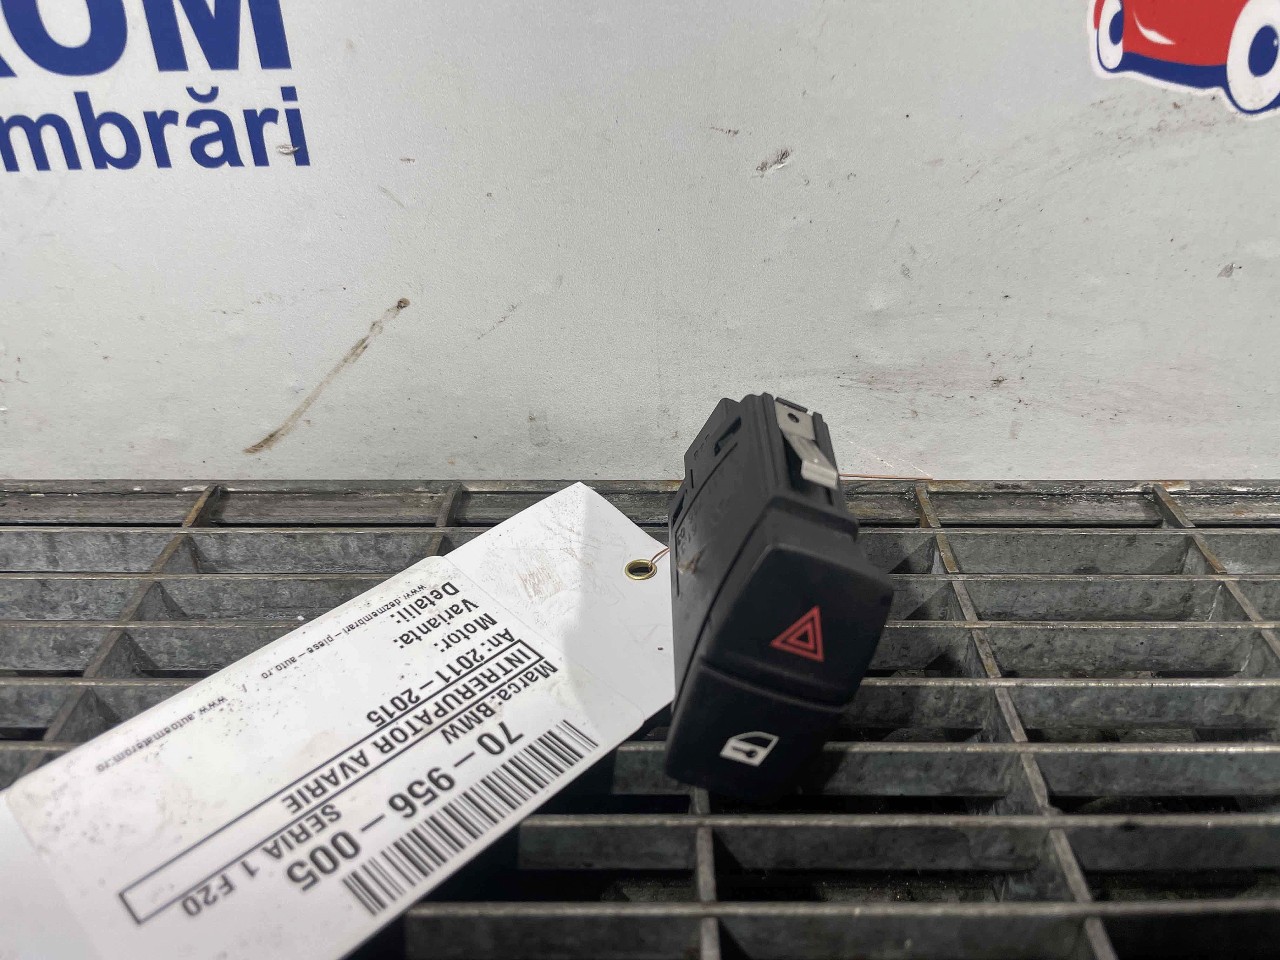 ROM
mbrări
70-956-005
Marca: BMW SERIA 1 F20
INTRERUPATOR AVARIE
An: 2011-2015
Motor:
Varianta:
Detalii:
www.dezmembrari-piese-auto.ro www.autoamaterom.ro